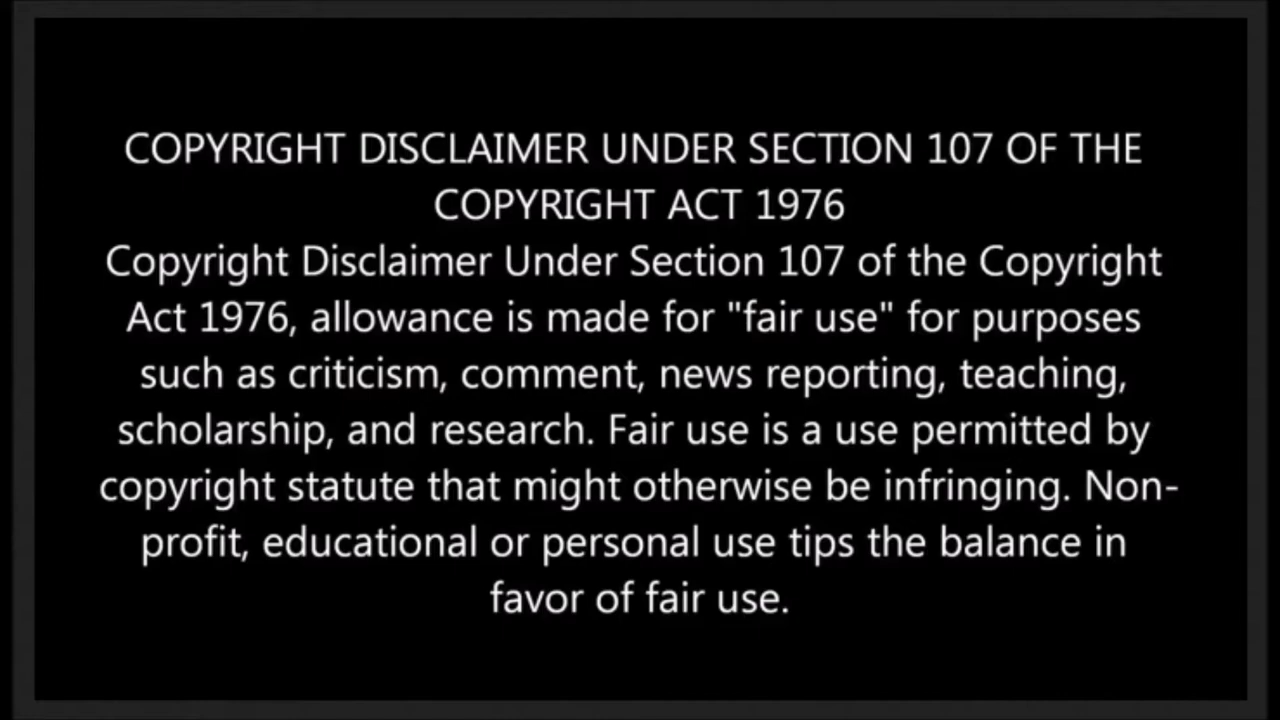 COPYRIGHT DISCLAIMER UNDER SECTION 107 OF THE
COPYRIGHT ACT 1976
Copyright Disclaimer Under Section 107 of the Copyright
Act 1976, allowance is made for "fair use" for purposes
such as criticism, comment, news reporting, teaching,
scholarship, and research. Fair use is a use permitted by
copyright statute that might otherwise be infringing. Non-
profit, educational or personal use tips the balance in
favor of fair use.